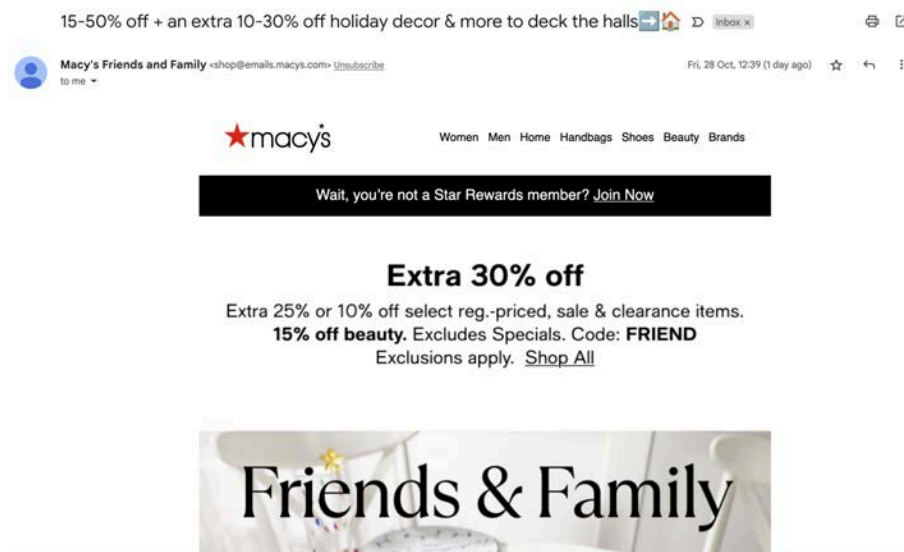 15-50% off + an extra 10-30% off holiday decor & more to deck the halls➡️🏠 Inbox ×
Macy's Friends and Family <shop@emails.macys.com> Unsubscribe Fri, 28 Oct, 12:39 (1 day ago)
to me
macy's Women Men Home Handbags Shoes Beauty Brands
Wait, you're not a Star Rewards member? Join Now
Extra 30% off
Extra 25% or 10% off select reg.-priced, sale & clearance items.
15% off beauty. Excludes Specials. Code: FRIEND
Exclusions apply. Shop All
Friends & Family